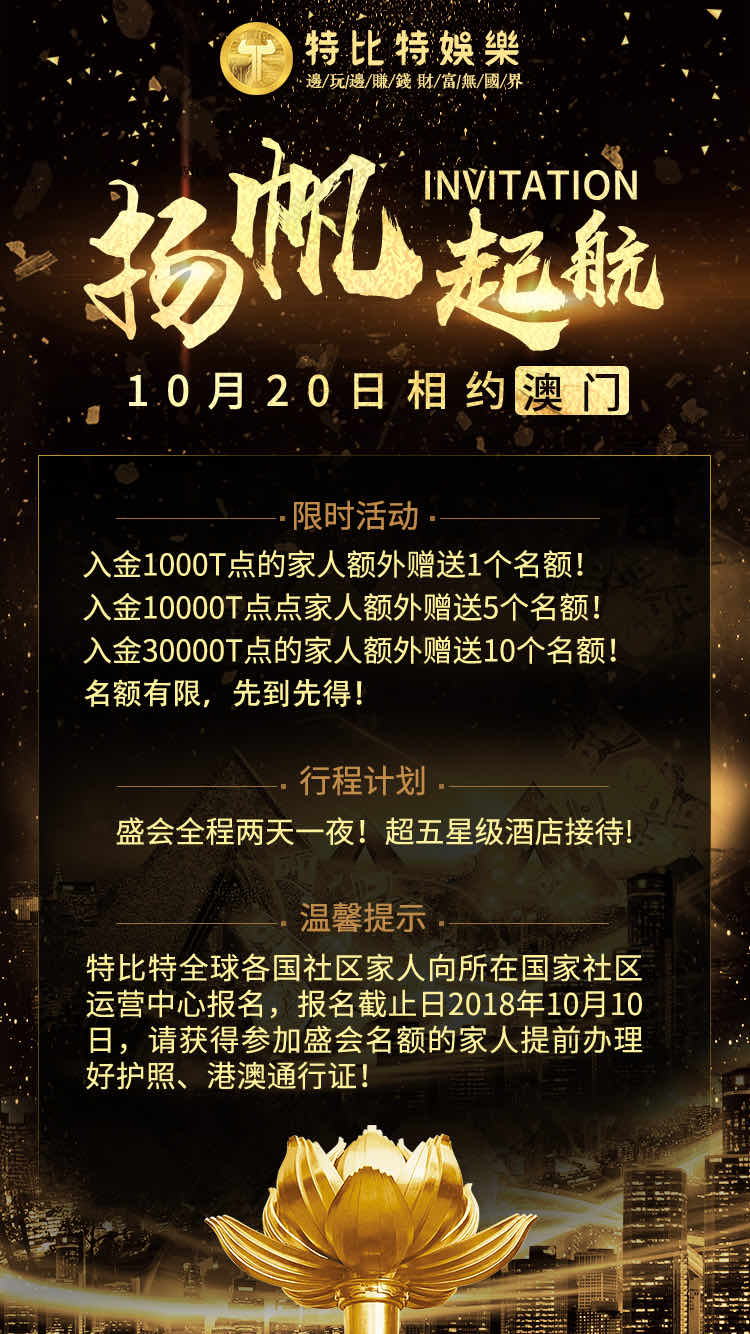 特比特娛樂
邊/玩/邊/賺/錢 財/富/無/國/界
INVITATION
扬帆起航
10月20日相约澳门
限时活动
入金1000T点的家人额外赠送1个名额！
入金10000T点点家人额外赠送5个名额！
入金30000T点的家人额外赠送10个名额！
名额有限，先到先得！
行程计划
盛会全程两天一夜！超五星级酒店接待!
温馨提示
特比特全球各国社区家人向所在国家社区
运营中心报名，报名截止日2018年10月10
日，请获得参加盛会名额的家人提前办理
好护照、港澳通行证！